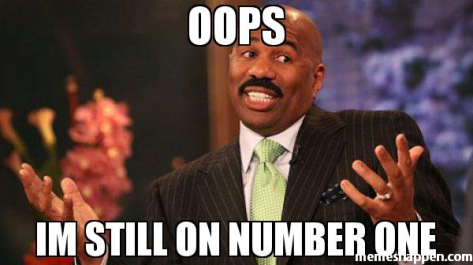 OOPS
IM STILL ON NUMBER ONE
memeshappen.com